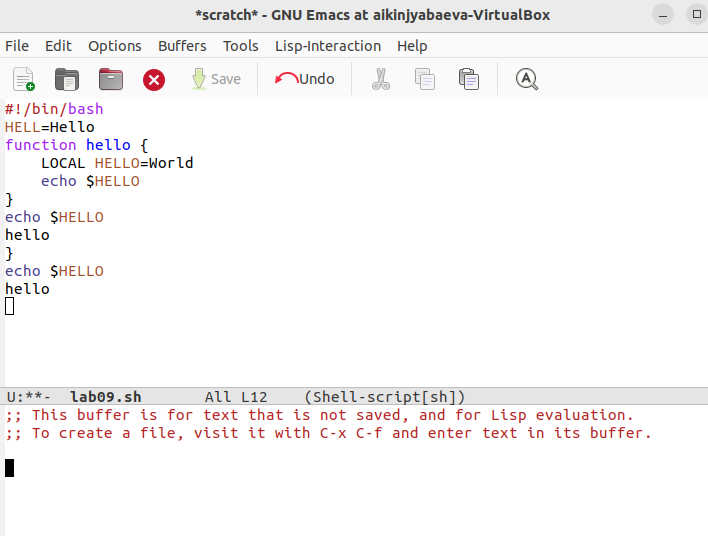 *scratch* - GNU Emacs at aikinjyabaeva-VirtualBox
File Edit Options Buffers Tools Lisp-Interaction Help
Save Undo
#!/bin/bash
HELL=Hello
function hello {
    LOCAL HELLO=World
    echo $HELLO
}
echo $HELLO
hello
}
echo $HELLO
hello
U:**-  lab09.sh       All L12    (Shell-script[sh])
;; This buffer is for text that is not saved, and for Lisp evaluation.
;; To create a file, visit it with C-x C-f and enter text in its buffer.